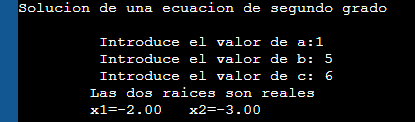 Solucion de una ecuacion de segundo grado
Introduce el valor de a:1
Introduce el valor de b: 5
Introduce el valor de c: 6
Las dos raices son reales
x1=-2.00   x2=-3.00